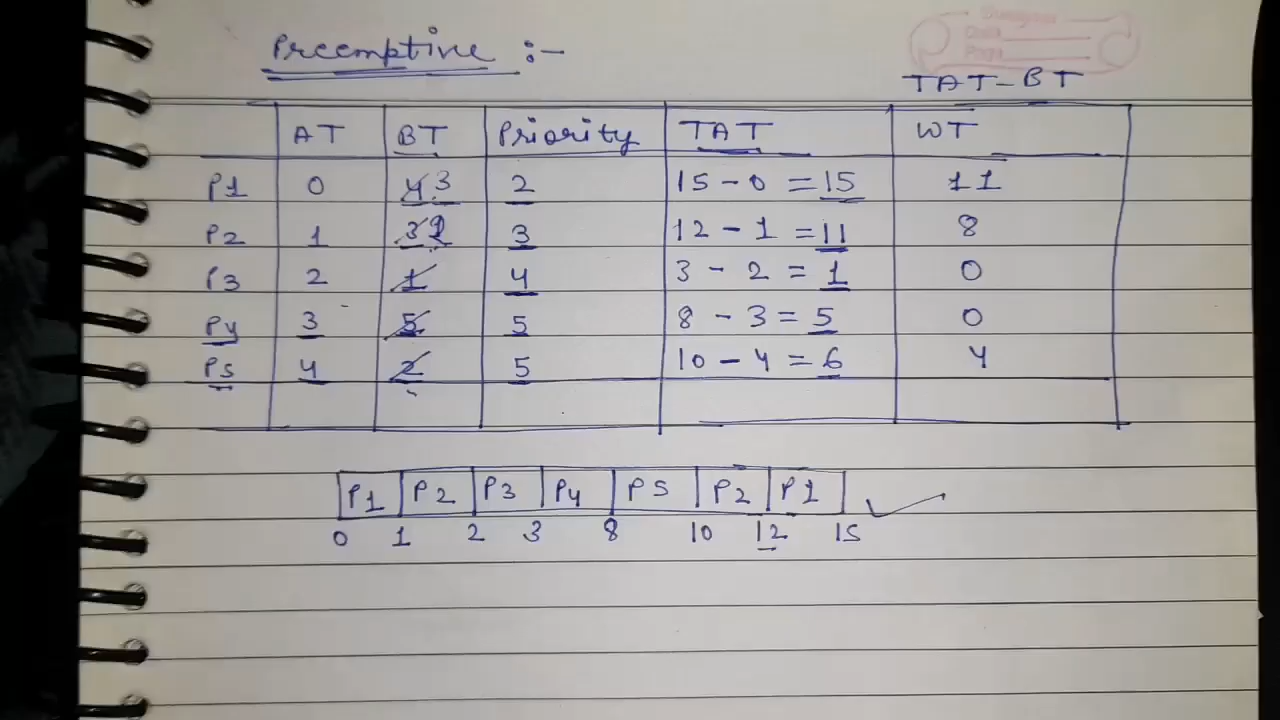 Preemptive :-
TAT-BT
AT BT Priority TAT WT
P1 0 4 3 2 15 - 0 = 15 11
P2 1 3 2 3 12 - 1 = 11 8
P3 2 1 4 3 - 2 = 1 0
P4 3 5 5 8 - 3 = 5 0
P5 4 2 5 10 - 4 = 6 4
P1 P2 P3 P4 P5 P2 P1
0 1 2 3 8 10 12 15